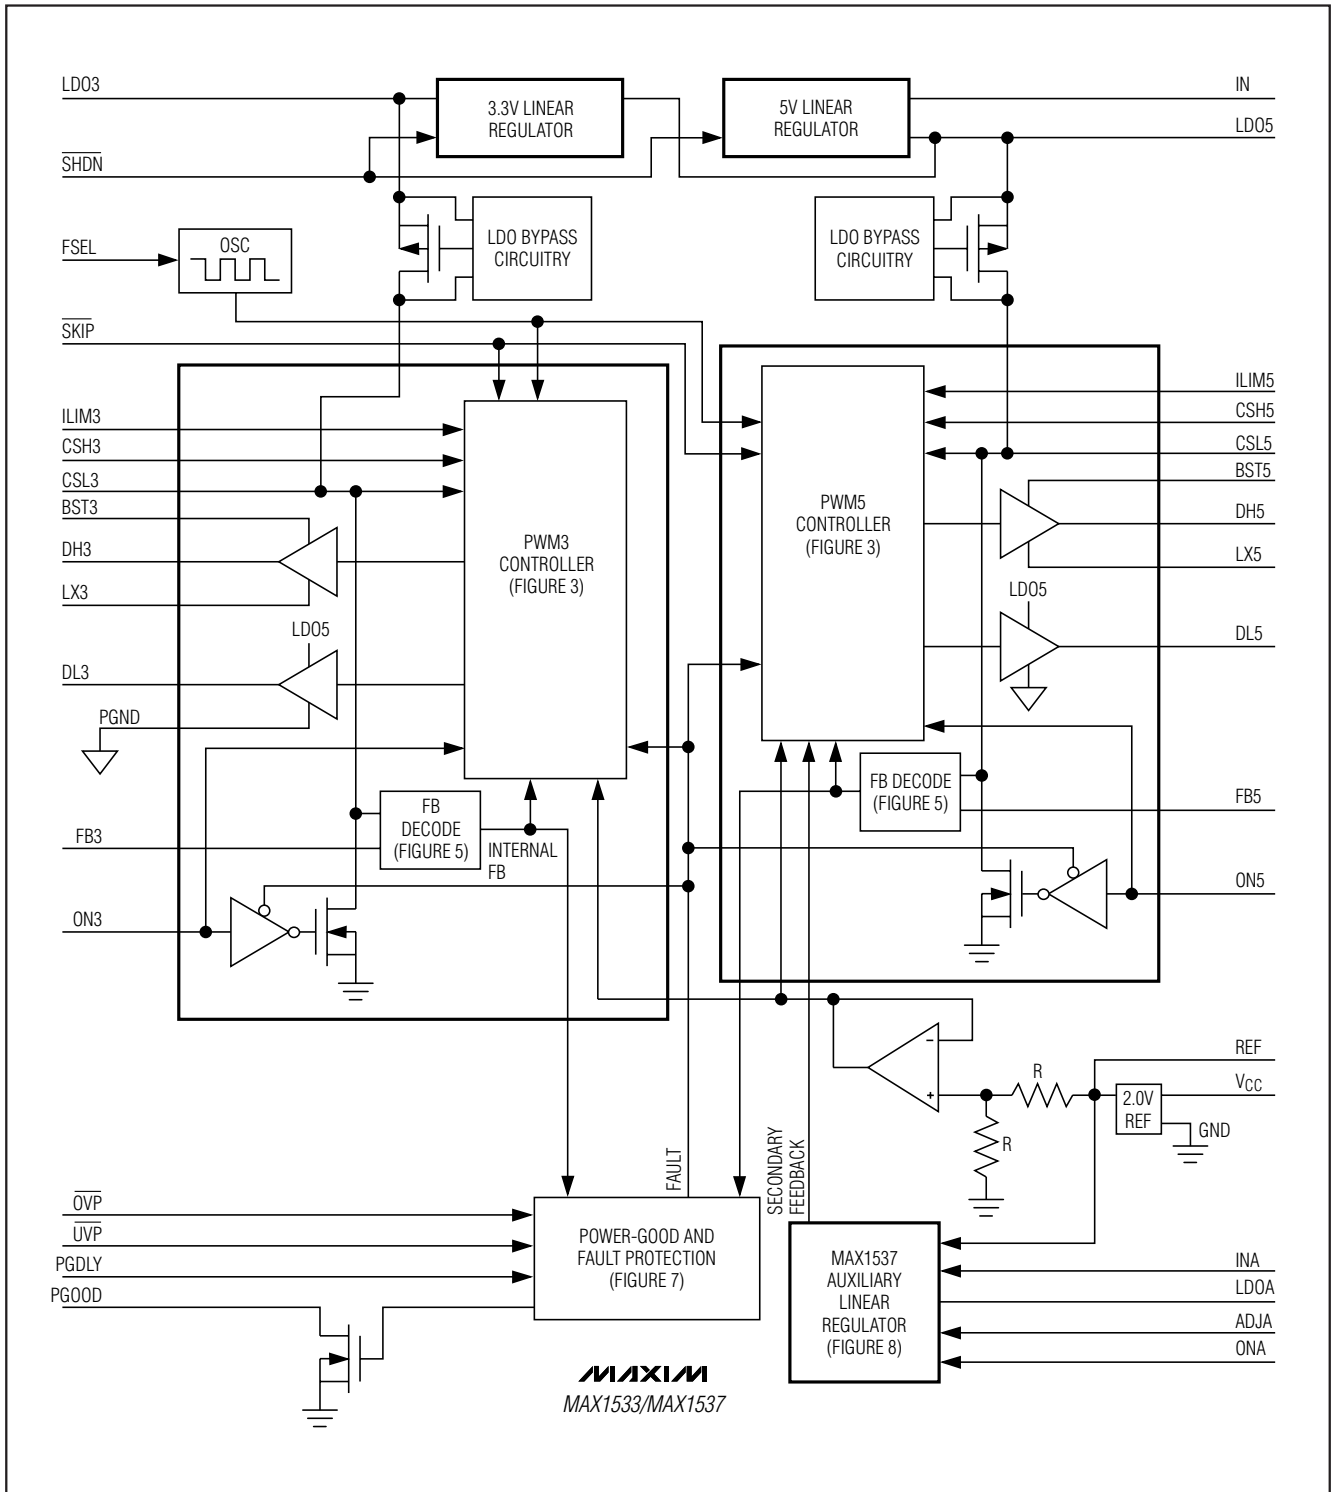 LDO3
3.3V LINEAR
REGULATOR
5V LINEAR
REGULATOR
IN
LDO5
SHDN
FSEL
OSC
LDO BYPASS
CIRCUITRY
LDO BYPASS
CIRCUITRY
SKIP
ILIM3
CSH3
CSL3
BST3
DH3
LX3
LDO5
DL3
PGND
PWM3
CONTROLLER
(FIGURE 3)
PWM5
CONTROLLER
(FIGURE 3)
ILIM5
CSH5
CSL5
BST5
DH5
LX5
LDO5
DL5
FB3
FB
DECODE
(FIGURE 5)
INTERNAL
FB
FB DECODE
(FIGURE 5)
FB5
ON3
ON5
REF
VCC
R
2.0V
REF
GND
R
FAULT
SECONDARY
FEEDBACK
OVP
UVP
PGDLY
PGOOD
POWER-GOOD AND
FAULT PROTECTION
(FIGURE 7)
MAX1537
AUXILIARY
LINEAR
REGULATOR
(FIGURE 8)
INA
LDOA
ADJA
ONA
MAXIM
MAX1533/MAX1537